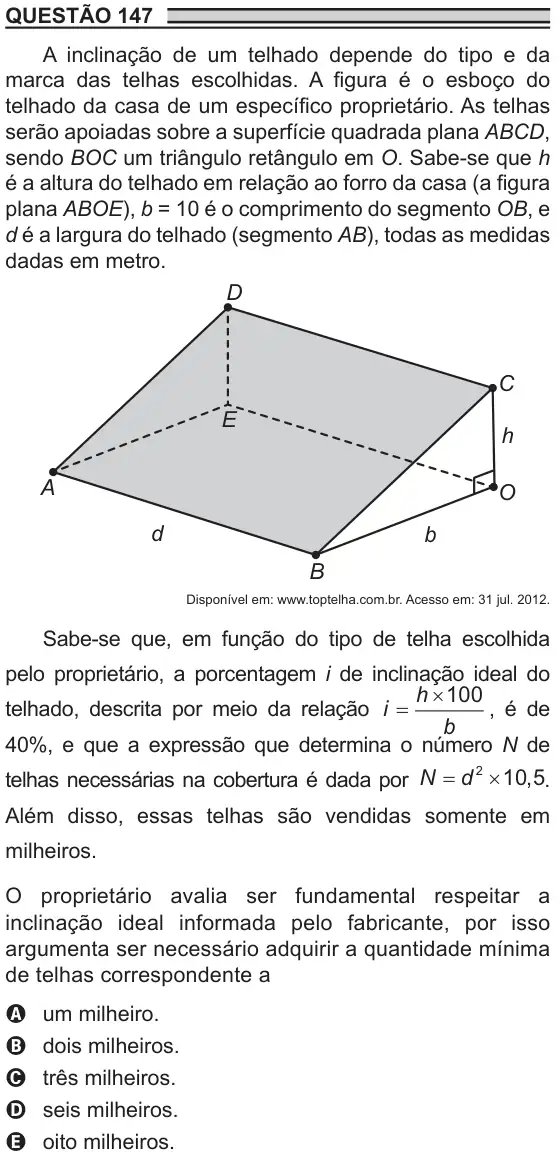 QUESTÃO 147
A inclinação de um telhado depende do tipo e da
marca das telhas escolhidas. A figura é o esboço do
telhado da casa de um específico proprietário. As telhas
serão apoiadas sobre a superfície quadrada plana ABCD,
sendo BOC um triângulo retângulo em O. Sabe-se que h
é a altura do telhado em relação ao forro da casa (a figura
plana ABOE), b = 10 é o comprimento do segmento OB, e
d é a largura do telhado (segmento AB), todas as medidas
dadas em metro.
D
C
E
h
A
O
d
b
B
Disponível em: www.toptelha.com.br. Acesso em: 31 jul. 2012.
Sabe-se que, em função do tipo de telha escolhida
pelo proprietário, a porcentagem i de inclinação ideal do
telhado, descrita por meio da relação i = h × 100 / b, é de
40%, e que a expressão que determina o número N de
telhas necessárias na cobertura é dada por N = d² × 10,5.
Além disso, essas telhas são vendidas somente em
milheiros.
O proprietário avalia ser fundamental respeitar a
inclinação ideal informada pelo fabricante, por isso
argumenta ser necessário adquirir a quantidade mínima
de telhas correspondente a
A um milheiro.
B dois milheiros.
C três milheiros.
D seis milheiros.
E oito milheiros.